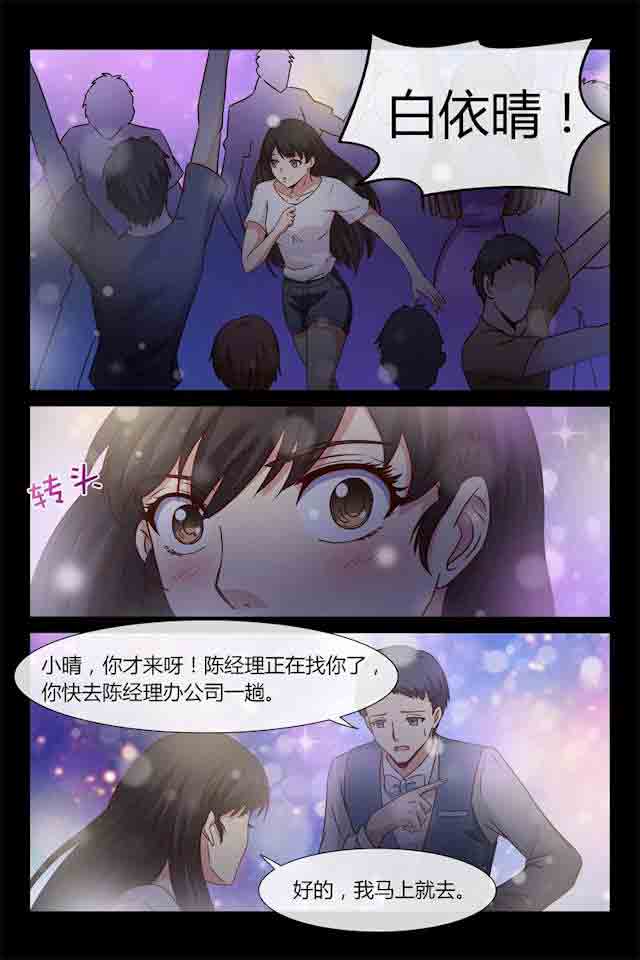 白依晴！
转头
小晴，你才来呀！陈经理正在找你了，
你快去陈经理办公司一趟。
好的，我马上就去。